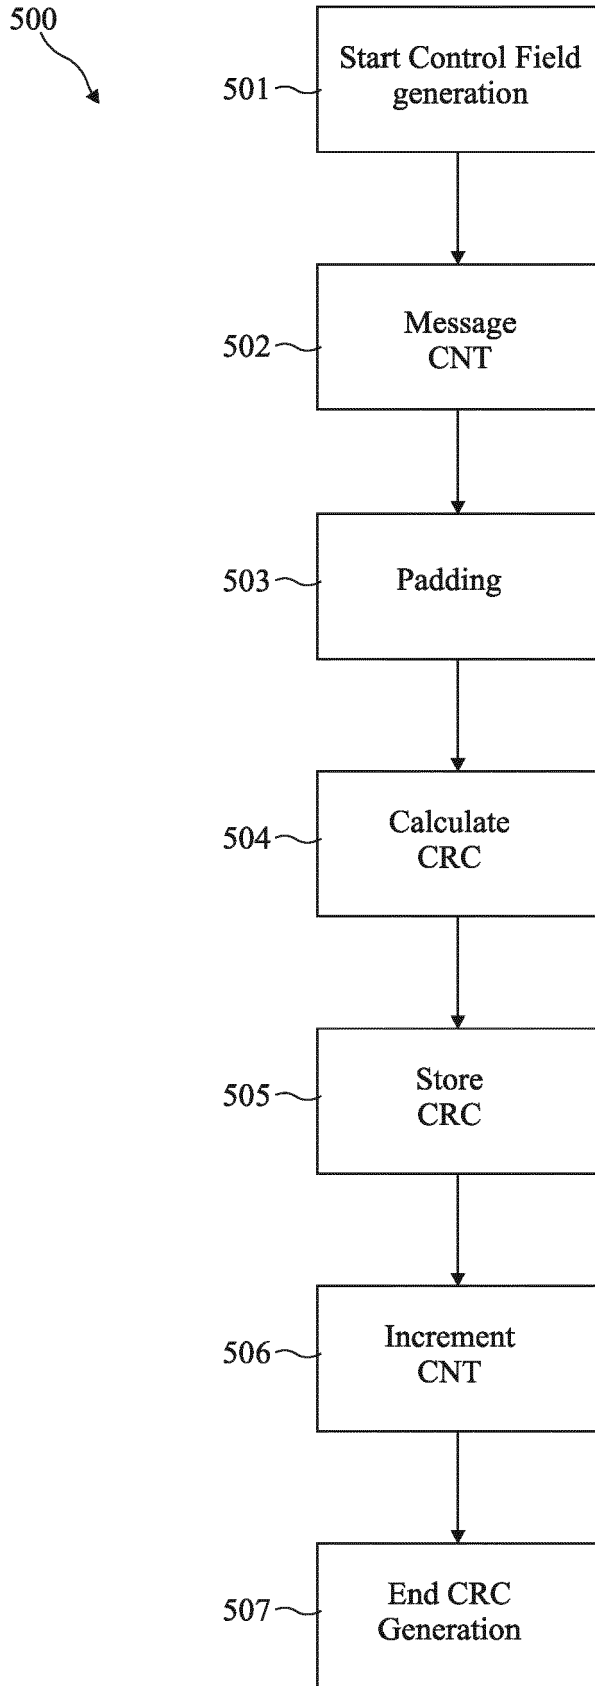 500
501
Start Control Field
generation
502
Message
CNT
503
Padding
504
Calculate
CRC
505
Store
CRC
506
Increment
CNT
507
End CRC
Generation